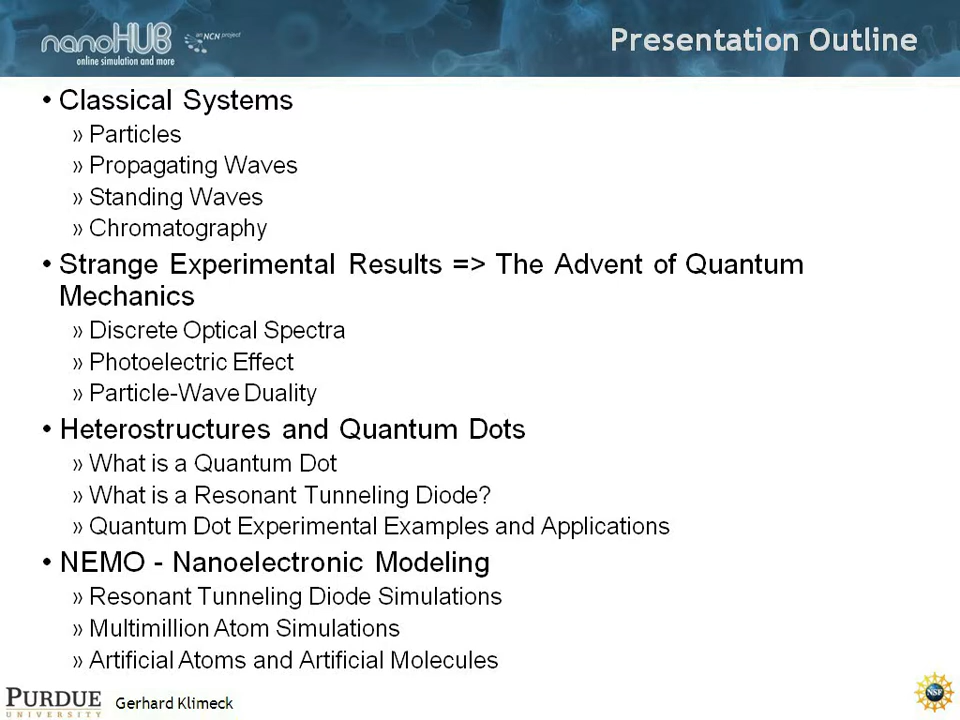 nanoHUB
an NCN project
online simulation and more
Presentation Outline
• Classical Systems
» Particles
» Propagating Waves
» Standing Waves
» Chromatography
• Strange Experimental Results => The Advent of Quantum
Mechanics
» Discrete Optical Spectra
» Photoelectric Effect
» Particle-Wave Duality
• Heterostructures and Quantum Dots
» What is a Quantum Dot
» What is a Resonant Tunneling Diode?
» Quantum Dot Experimental Examples and Applications
• NEMO - Nanoelectronic Modeling
» Resonant Tunneling Diode Simulations
» Multimillion Atom Simulations
» Artificial Atoms and Artificial Molecules
PURDUE
UNIVERSITY
Gerhard Klimeck
NSF